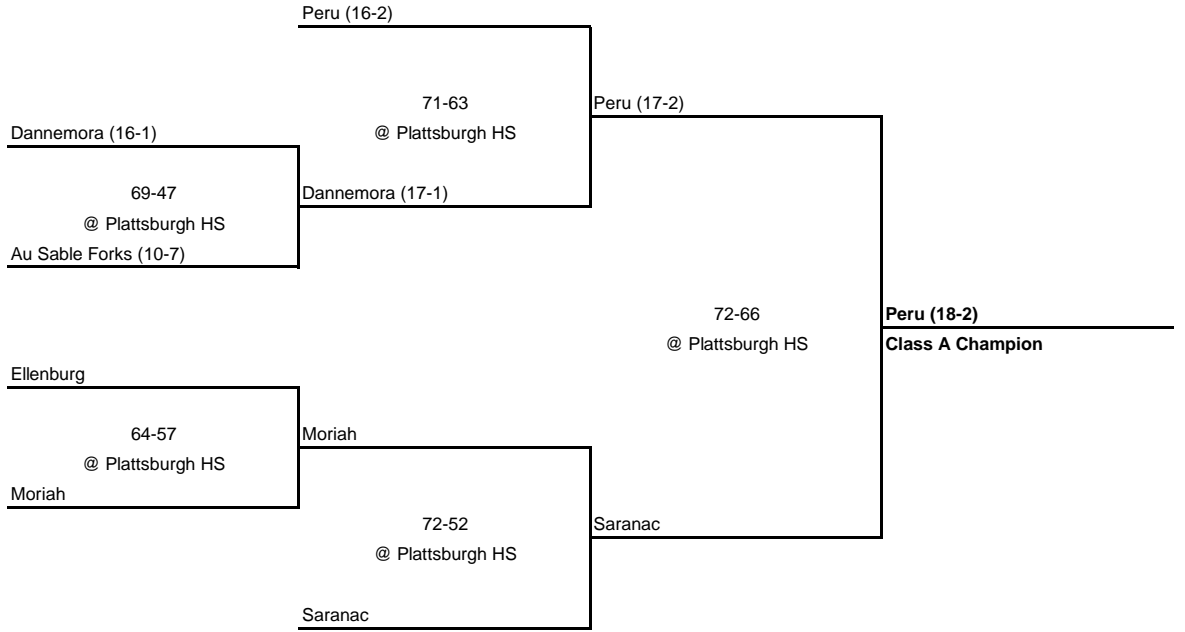 Peru (16-2)
71-63
Peru (17-2)
@ Plattsburgh HS
Dannemora (16-1)
69-47
Dannemora (17-1)
@ Plattsburgh HS
Au Sable Forks (10-7)
72-66
Peru (18-2)
@ Plattsburgh HS
Class A Champion
Ellenburg
64-57
Moriah
@ Plattsburgh HS
Moriah
72-52
Saranac
@ Plattsburgh HS
Saranac